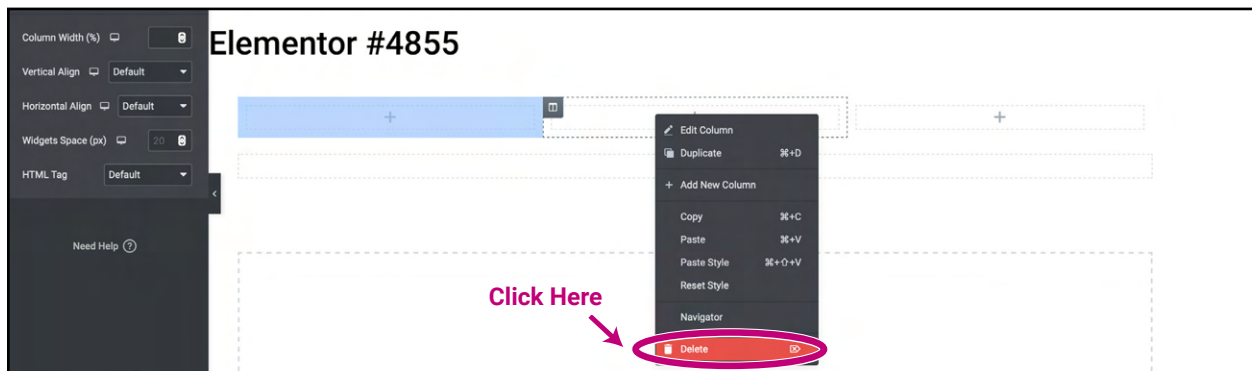 Column Width (%)
Vertical Align Default
Horizontal Align Default
Widgets Space (px) 20
HTML Tag Default
Need Help ?
Elementor #4855
Edit Column
Duplicate ⌘+D
+ Add New Column
Copy ⌘+C
Paste ⌘+V
Paste Style ⌘+⇧+V
Reset Style
Navigator
Delete ⌦
Click Here